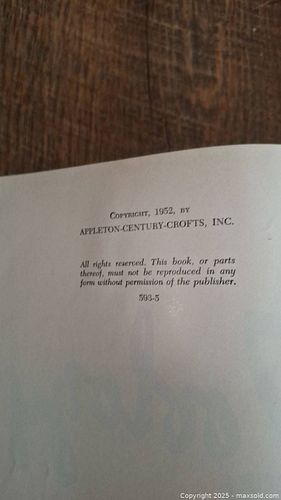 Copyright, 1952, by
APPLETON-CENTURY-CROFTS, INC.
All rights reserved. This book, or parts
thereof, must not be reproduced in any
form without permission of the publisher.
593-5
Copyright © 2025 - maxsold.com